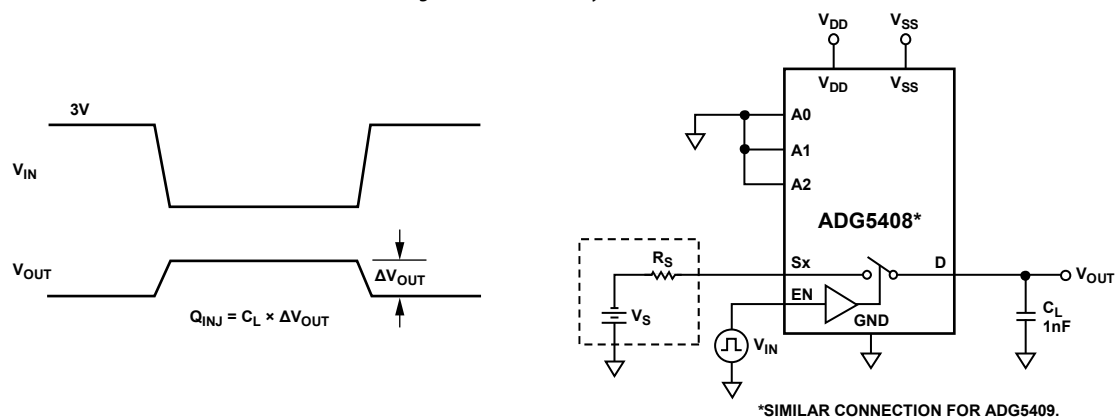 3V
V_IN
V_OUT
ΔV_OUT
Q_INJ = C_L × ΔV_OUT
V_DD
V_SS
V_DD
V_SS
A0
A1
A2
ADG5408*
R_S
Sx
D
V_OUT
EN
V_S
GND
C_L
1nF
V_IN
*SIMILAR CONNECTION FOR ADG5409.